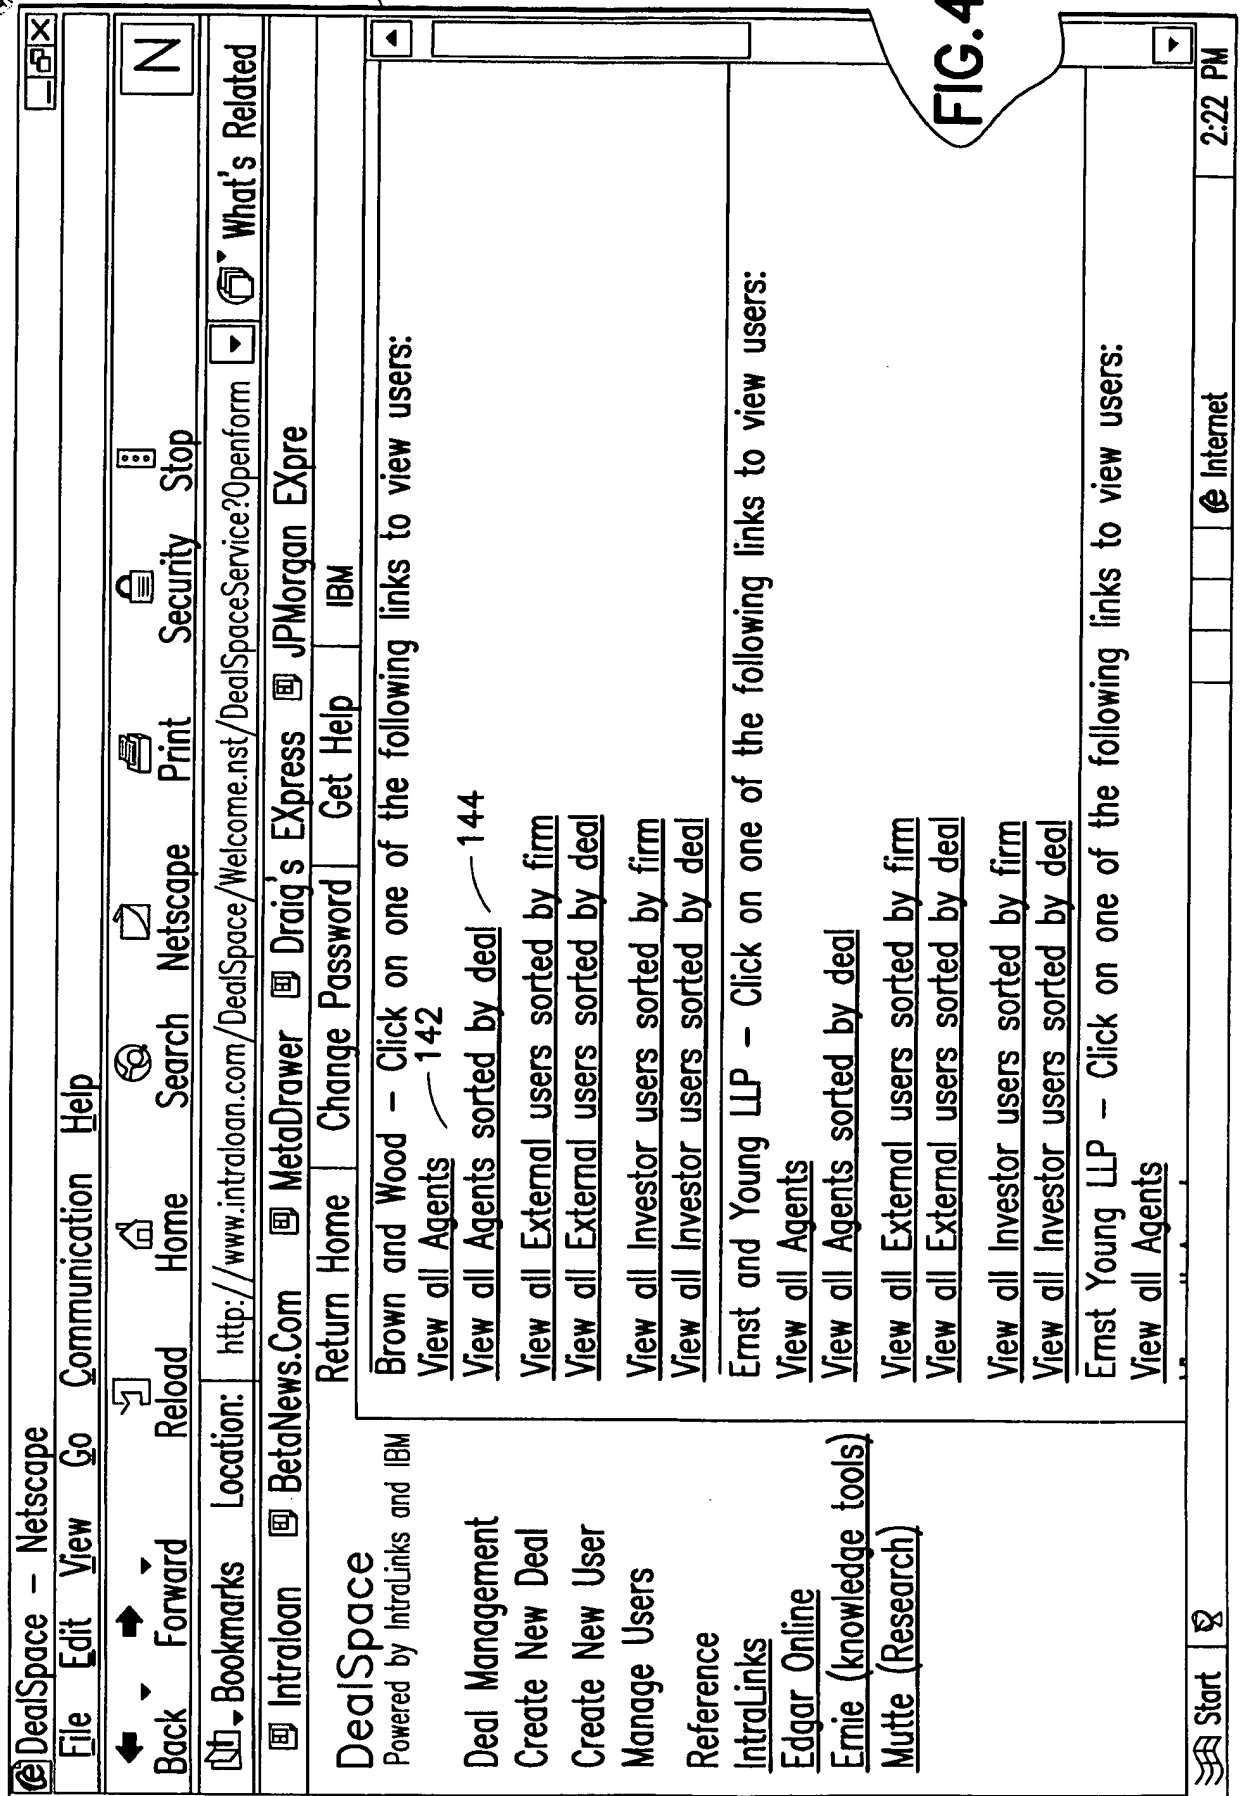 DealSpace – Netscape
File Edit View Go Communication Help
Back Forward Reload Home Search Netscape Print Security Stop
N
Bookmarks Location: http://www.intraloan.com/DealSpace/Welcome.nst/DealSpaceService?Openform What's Related
Intraloan BetaNews.Com MetaDrawer Draig's EXpress JPMorgan EXpre
Return Home Change Password Get Help IBM
DealSpace
Powered by IntraLinks and IBM
Deal Management
Create New Deal
Create New User
Manage Users
Reference
IntraLinks
Edgar Online
Ernie (knowledge tools)
Mutte (Research)
Brown and Wood – Click on one of the following links to view users:
View all Agents 142
View all Agents sorted by deal 144
View all External users sorted by firm
View all External users sorted by deal
View all Investor users sorted by firm
View all Investor users sorted by deal
Ernst and Young LLP – Click on one of the following links to view users:
View all Agents
View all Agents sorted by deal
View all External users sorted by firm
View all External users sorted by deal
View all Investor users sorted by firm
View all Investor users sorted by deal
Ernst Young LLP – Click on one of the following links to view users:
View all Agents
Start Internet 2:22 PM
FIG.4